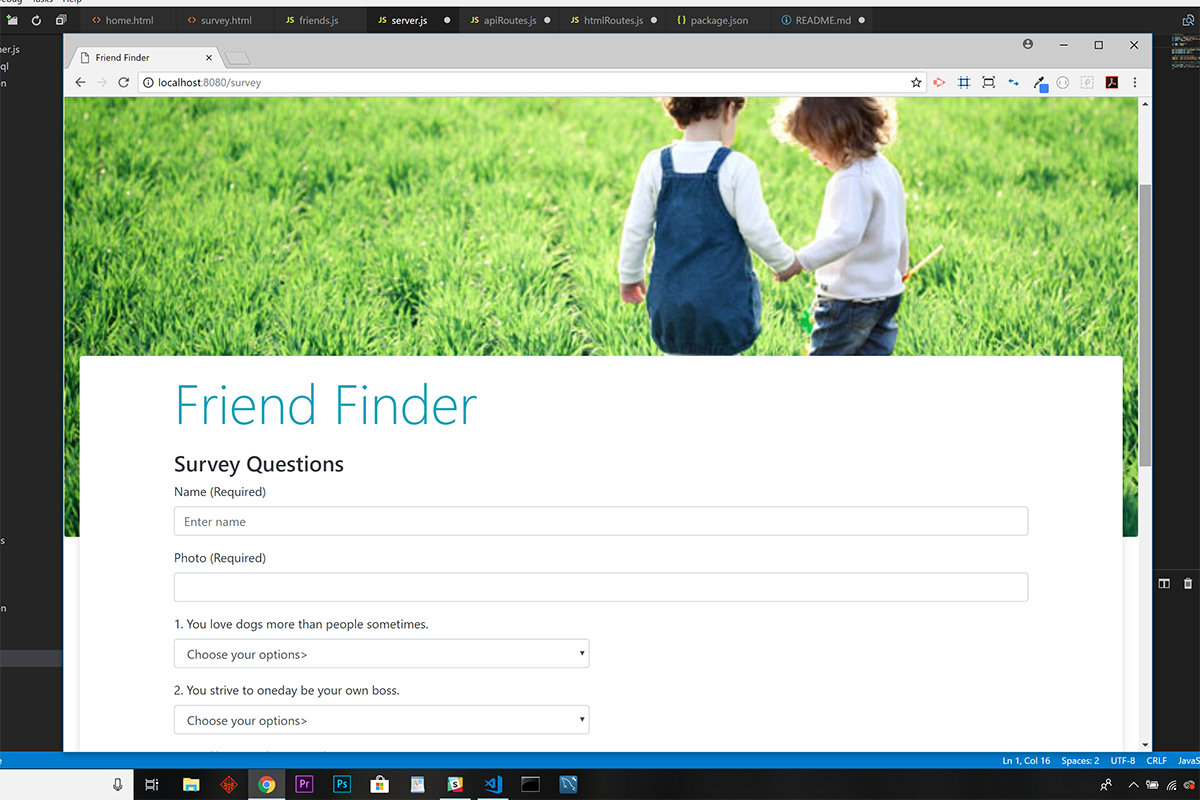 Help
home.html
survey.html
JS friends.js
JS server.js
JS apiRoutes.js
JS htmlRoutes.js
{} package.json
README.md
Friend Finder
localhost:8080/survey
Friend Finder
Survey Questions
Name (Required)
Enter name
Photo (Required)
1. You love dogs more than people sometimes.
Choose your options>
2. You strive to oneday be your own boss.
Choose your options>
Ln 1, Col 16 Spaces: 2 UTF-8 CRLF JavaS
Pr
Ps